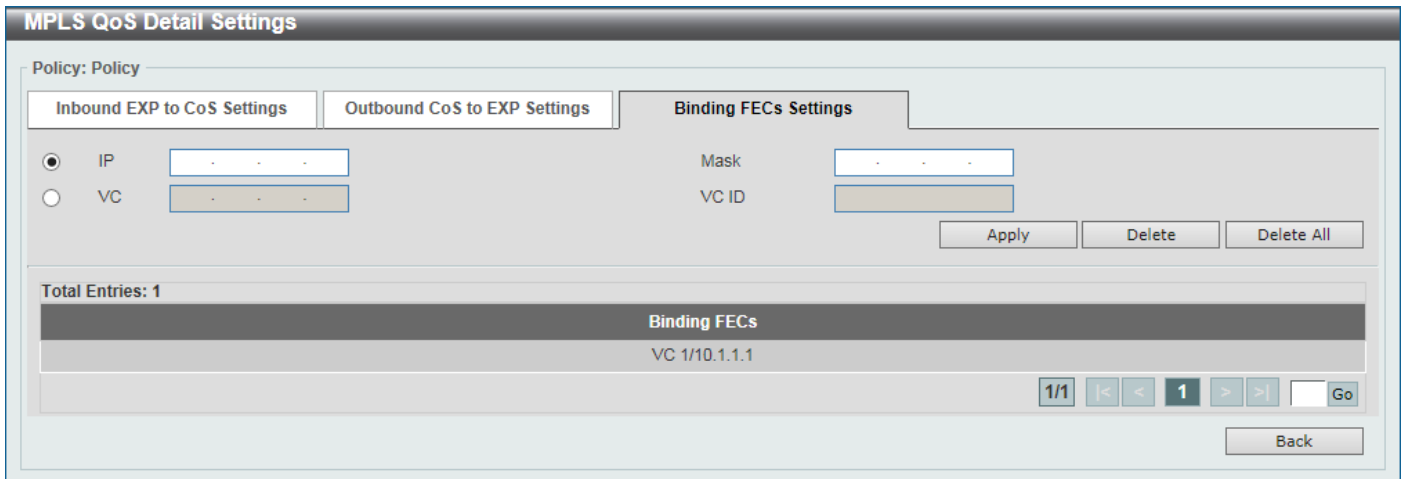 MPLS QoS Detail Settings
Policy: Policy
Inbound EXP to CoS Settings Outbound CoS to EXP Settings Binding FECs Settings
IP . . . Mask . . .
VC . . . VC ID
Apply Delete Delete All
Total Entries: 1
Binding FECs
VC 1/10.1.1.1
1/1 |< < 1 > >| Go
Back